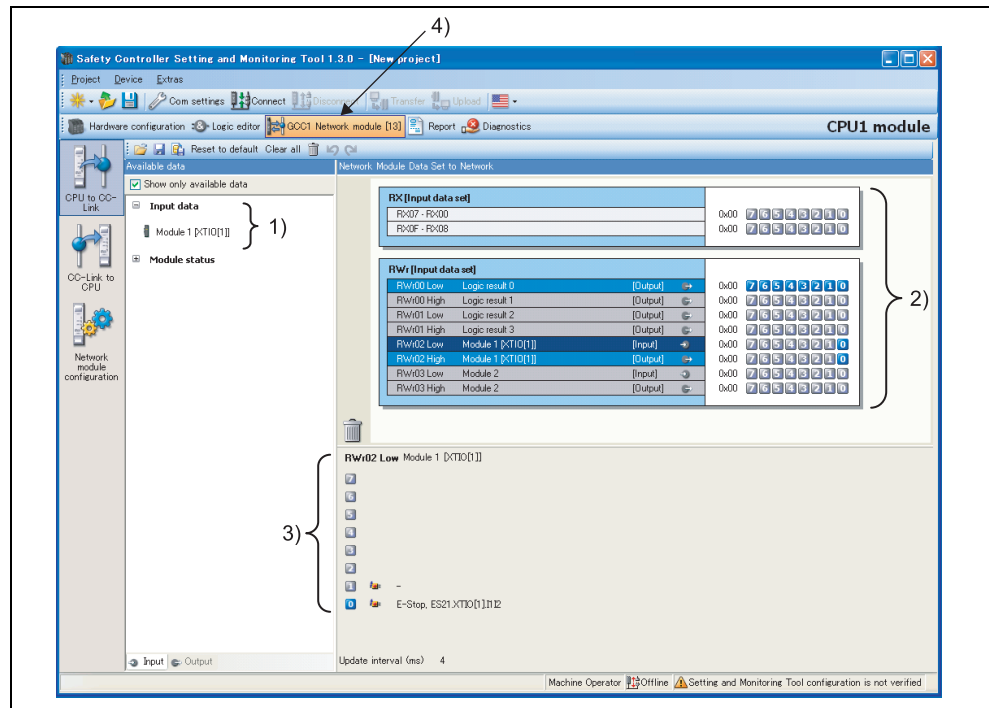 4)
Safety Controller Setting and Monitoring Tool 1.3.0 - [New project]
Project Device Extras
Com settings Connect Disconnect Transfer Upload
Hardware configuration Logic editor GCC1 Network module [13] Report Diagnostics CPU1 module
Reset to default Clear all
CPU to CC-Link
CC-Link to CPU
Network module configuration
Available data
Show only available data
Input data
Module 1 [XTIO[1]]
1)
Module status
Input Output
Network Module Data Set to Network
RX [Input data set]
RX07 - RX00 0x00 7 6 5 4 3 2 1 0
RX0F - RX08 0x00 7 6 5 4 3 2 1 0
RWr [Input data set]
RWr00 Low Logic result 0 [Output] 0x00 7 6 5 4 3 2 1 0
RWr00 High Logic result 1 [Output] 0x00 7 6 5 4 3 2 1 0
RWr01 Low Logic result 2 [Output] 0x00 7 6 5 4 3 2 1 0
RWr01 High Logic result 3 [Output] 0x00 7 6 5 4 3 2 1 0
RWr02 Low Module 1 [XTIO[1]] [Input] 0x00 7 6 5 4 3 2 1 0
RWr02 High Module 1 [XTIO[1]] [Output] 0x00 7 6 5 4 3 2 1 0
RWr03 Low Module 2 [Input] 0x00 7 6 5 4 3 2 1 0
RWr03 High Module 2 [Output] 0x00 7 6 5 4 3 2 1 0
2)
RWr02 Low Module 1 [XTIO[1]]
7
6
5
4
3
2
1 -
0 E-Stop, ES21.XTIO[1].I1I2
3)
Update interval (ms) 4
Machine Operator Offline Setting and Monitoring Tool configuration is not verified